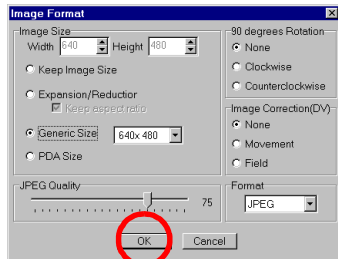 Image Format
Image Size
Width 640 Height 480
Keep Image Size
Expansion/Reduction
Keep aspect ratio
Generic Size 640x 480
PDA Size
90 degrees Rotation
None
Clockwise
Counterclockwise
Image Correction(DV)
None
Movement
Field
JPEG Quality
75
Format
JPEG
OK Cancel